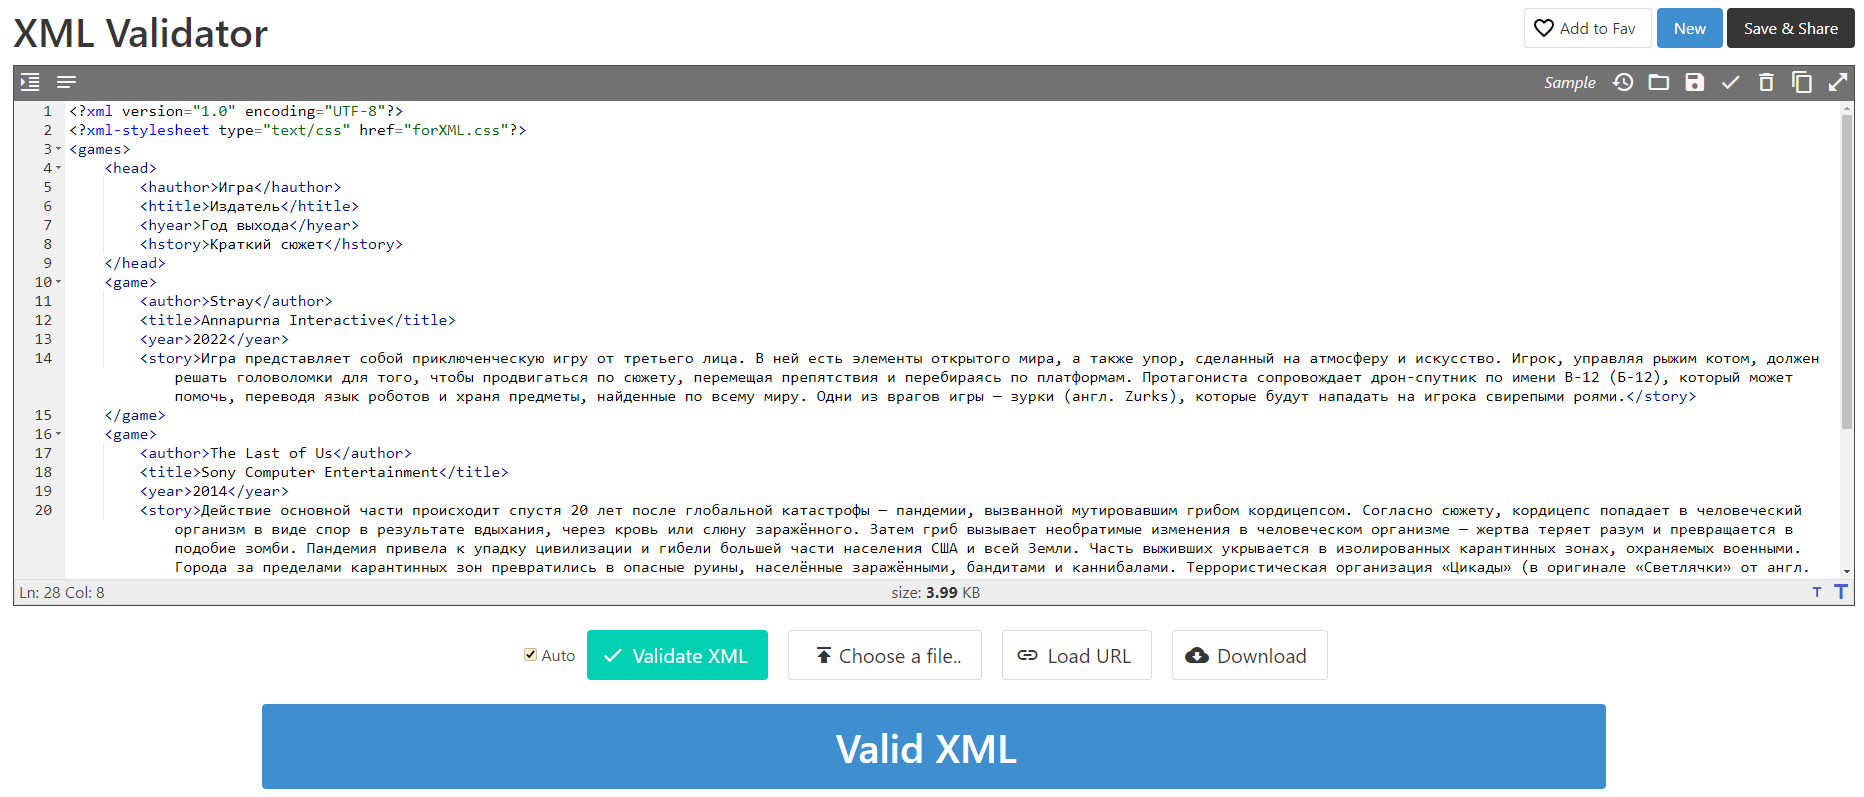 XML Validator
Add to Fav
New
Save & Share
Sample
1 <?xml version="1.0" encoding="UTF-8"?>
2 <?xml-stylesheet type="text/css" href="forXML.css"?>
3 <games>
4 <head>
5 <hauthor>Игра</hauthor>
6 <htitle>Издатель</htitle>
7 <hyear>Год выхода</hyear>
8 <hstory>Краткий сюжет</hstory>
9 </head>
10 <game>
11 <author>Stray</author>
12 <title>Annapurna Interactive</title>
13 <year>2022</year>
14 <story>Игра представляет собой приключенческую игру от третьего лица. В ней есть элементы открытого мира, а также упор, сделанный на атмосферу и искусство. Игрок, управляя рыжим котом, должен
решать головоломки для того, чтобы продвигаться по сюжету, перемещая препятствия и перебираясь по платформам. Протагониста сопровождает дрон-спутник по имени B-12 (Б-12), который может
помочь, переводя язык роботов и храня предметы, найденные по всему миру. Одни из врагов игры — зурки (англ. Zurks), которые будут нападать на игрока свирепыми роями.</story>
15 </game>
16 <game>
17 <author>The Last of Us</author>
18 <title>Sony Computer Entertainment</title>
19 <year>2014</year>
20 <story>Действие основной части происходит спустя 20 лет после глобальной катастрофы — пандемии, вызванной мутировавшим грибом кордицепсом. Согласно сюжету, кордицепс попадает в человеческий
организм в виде спор в результате вдыхания, через кровь или слюну заражённого. Затем гриб вызывает необратимые изменения в человеческом организме — жертва теряет разум и превращается в
подобие зомби. Пандемия привела к упадку цивилизации и гибели большей части населения США и всей Земли. Часть выживших укрывается в изолированных карантинных зонах, охраняемых военными.
Города за пределами карантинных зон превратились в опасные руины, населённые заражёнными, бандитами и каннибалами. Террористическая организация «Цикады» (в оригинале «Светлячки» от англ.
Ln: 28 Col: 8
size: 3.99 KB
T T
Auto
Validate XML
Choose a file..
Load URL
Download
Valid XML